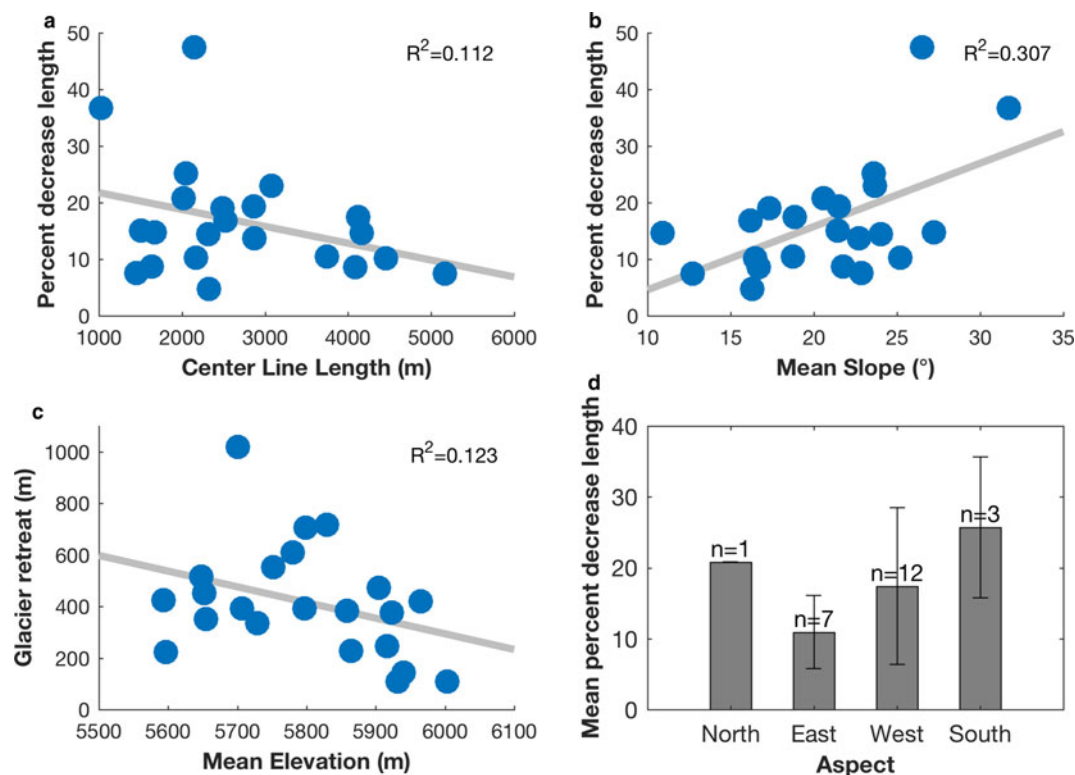 a
R²=0.112
Percent decrease length
50
40
30
20
10
0
1000 2000 3000 4000 5000 6000
Center Line Length (m)
b
R²=0.307
Percent decrease length
50
40
30
20
10
0
10 15 20 25 30 35
Mean Slope (°)
c
R²=0.123
Glacier retreat (m)
1000
800
600
400
200
0
5500 5600 5700 5800 5900 6000 6100
Mean Elevation (m)
d
Mean percent decrease length
40
30
20
10
0
n=1
n=7
n=12
n=3
North East West South
Aspect